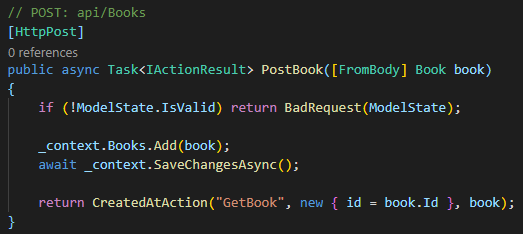 // POST: api/Books
[HttpPost]
0 references
public async Task<IActionResult> PostBook([FromBody] Book book)
{
    if (!ModelState.IsValid) return BadRequest(ModelState);
    _context.Books.Add(book);
    await _context.SaveChangesAsync();
    return CreatedAtAction("GetBook", new { id = book.Id }, book);
}